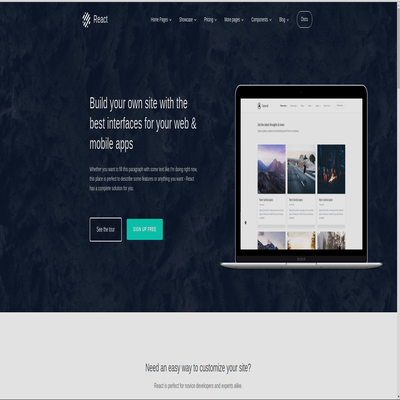 React
Home Pages
Showcase
Pricing
More pages
Components
Blog
Docs
Build your own site with the
best interfaces for your web &
mobile apps
Whether you want to fill this paragraph with some text like I'm doing right now,
this place is perfect to describe some features or anything you want - React
has a complete solution for you.
See the tour
SIGN UP FREE
Need an easy way to customize your site?
React is perfect for novice developers and experts alike.